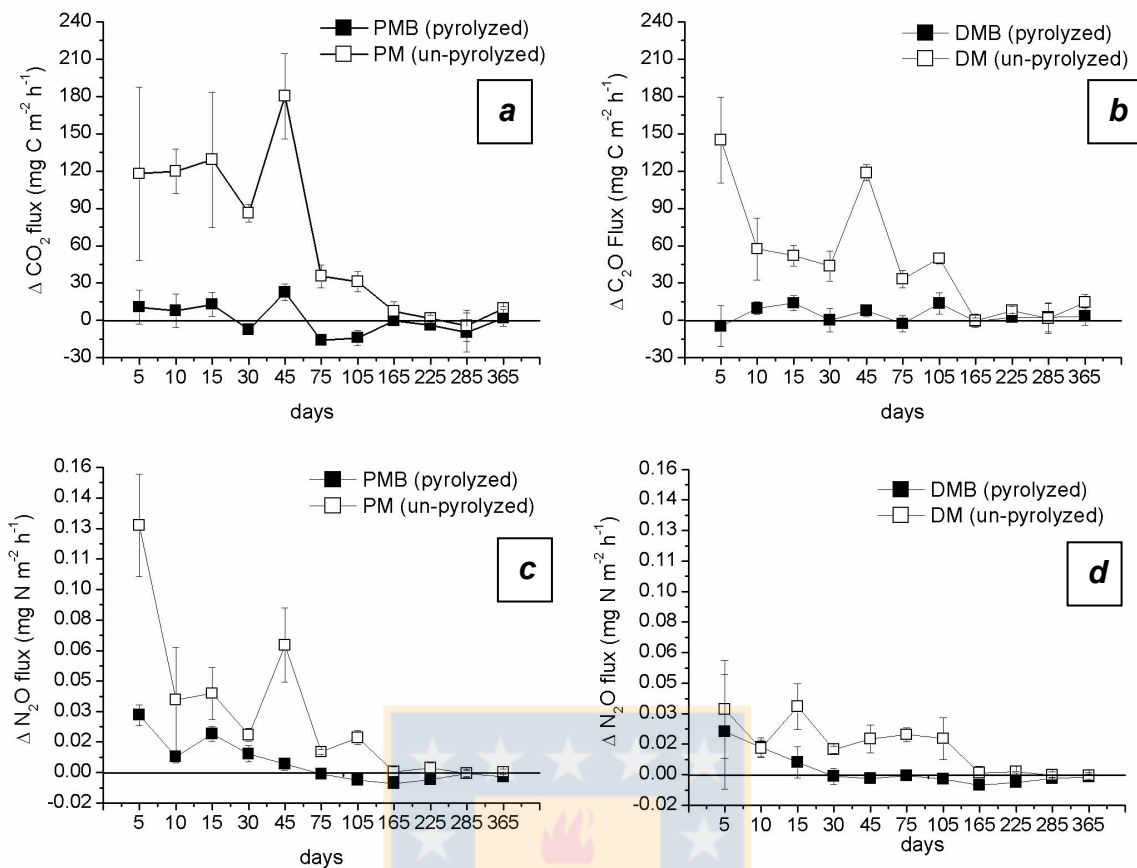 PMB (pyrolyzed)
PM (un-pyrolyzed)
a
Δ CO₂ flux (mg C m⁻² h⁻¹)
240
210
180
150
120
90
60
30
0
-30
5 10 15 30 45 75 105 165 225 285 365
days
DMB (pyrolyzed)
DM (un-pyrolyzed)
b
Δ C₂O Flux (mg C m⁻² h⁻¹)
240
210
180
150
120
90
60
30
0
-30
5 10 15 30 45 75 105 165 225 285 365
days
PMB (pyrolyzed)
PM (un-pyrolyzed)
c
Δ N₂O flux (mg N m⁻² h⁻¹)
0.16
0.14
0.13
0.11
0.10
0.08
0.06
0.05
0.03
0.02
0.00
-0.02
5 10 15 30 45 75 105 165 225 285 365
days
DMB (pyrolyzed)
DM (un-pyrolyzed)
d
Δ N₂O flux (mg N m⁻² h⁻¹)
0.16
0.14
0.13
0.11
0.10
0.08
0.06
0.05
0.03
0.02
0.00
-0.02
5 10 15 30 45 75 105 165 225 285 365
days